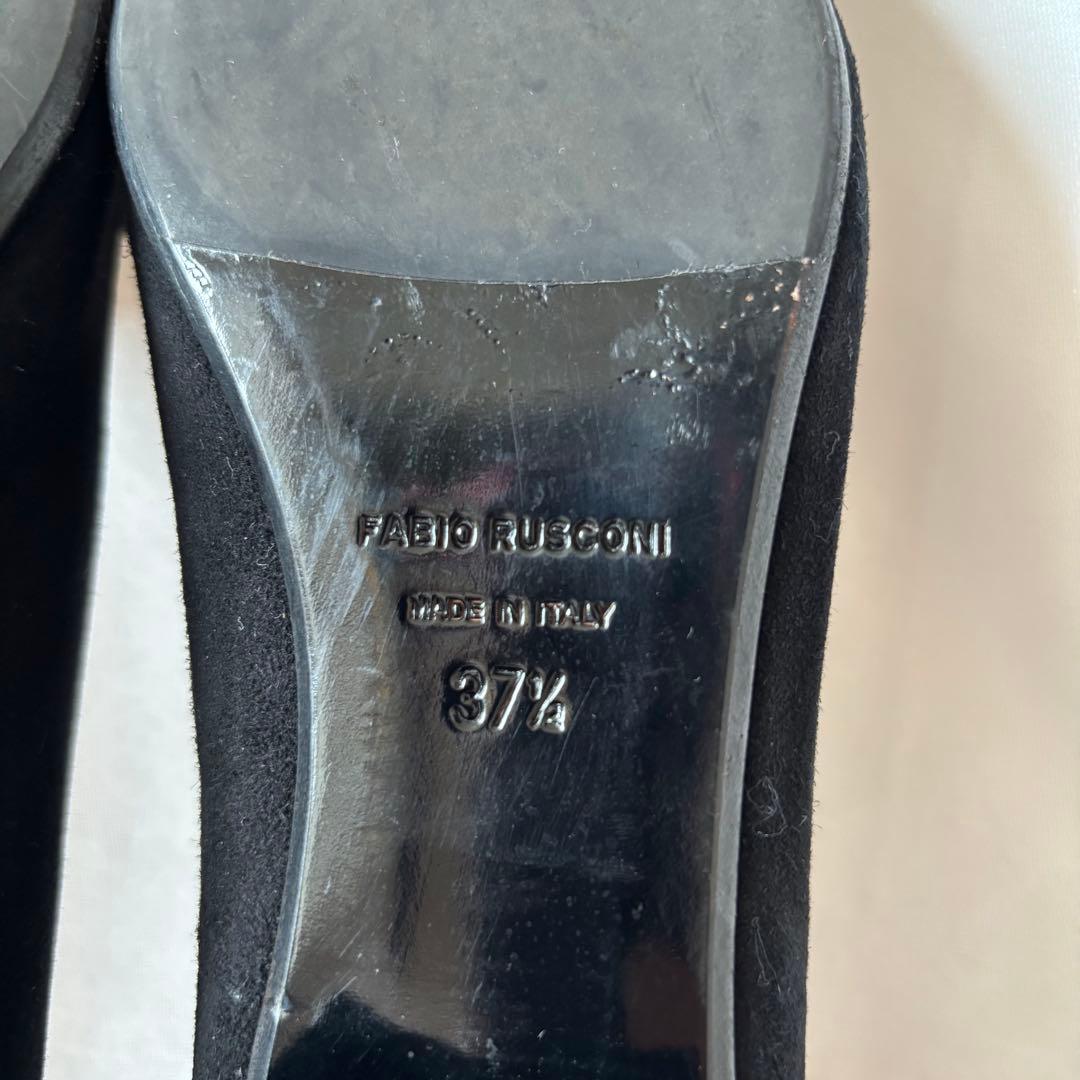 FABIO RUSCONI
MADE IN ITALY
37½